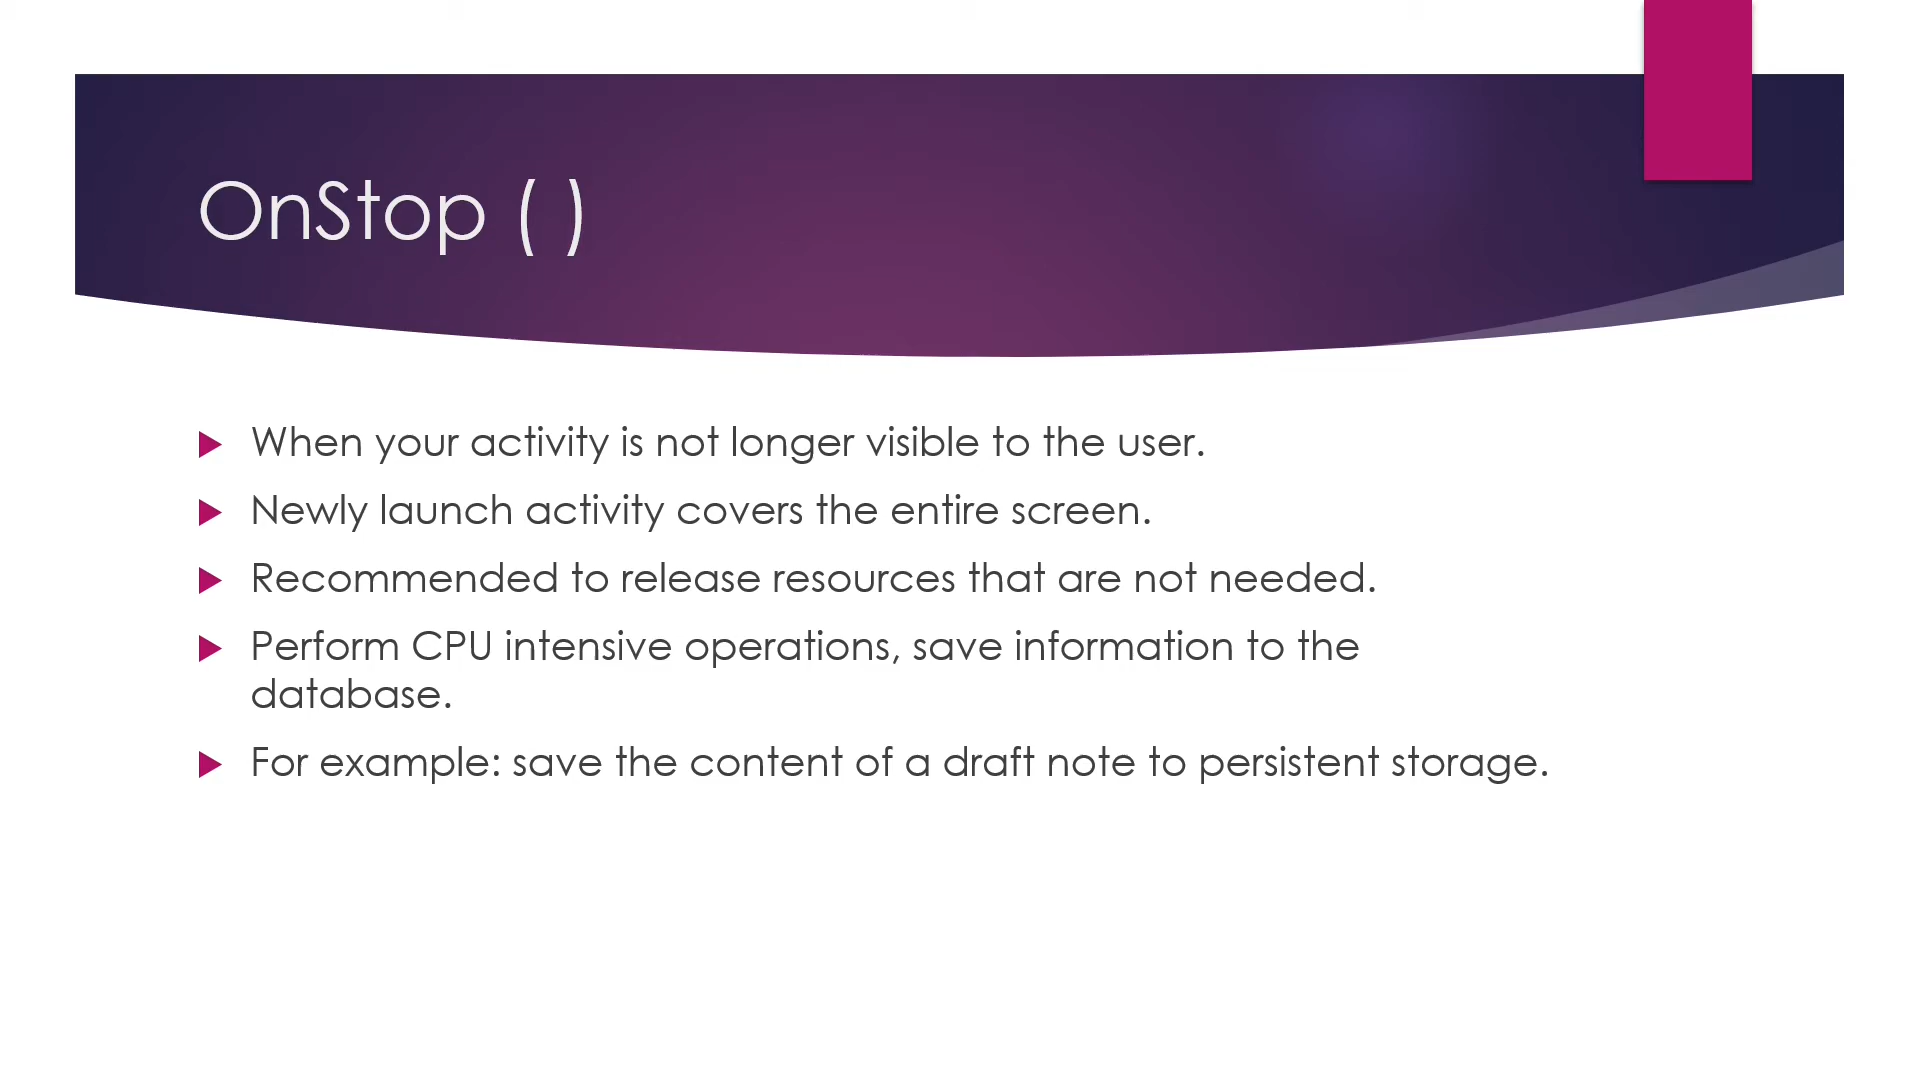 OnStop ( )
When your activity is not longer visible to the user.
Newly launch activity covers the entire screen.
Recommended to release resources that are not needed.
Perform CPU intensive operations, save information to the
database.
For example: save the content of a draft note to persistent storage.